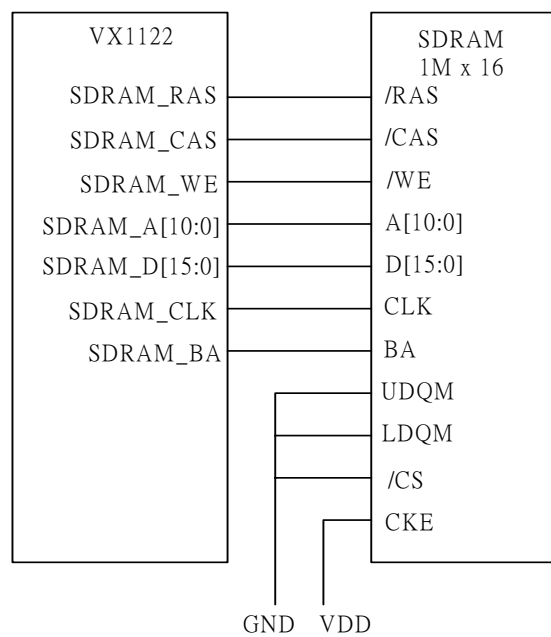 VX1122
SDRAM_RAS
SDRAM_CAS
SDRAM_WE
SDRAM_A[10:0]
SDRAM_D[15:0]
SDRAM_CLK
SDRAM_BA
SDRAM
1M x 16
/RAS
/CAS
/WE
A[10:0]
D[15:0]
CLK
BA
UDQM
LDQM
/CS
CKE
GND VDD